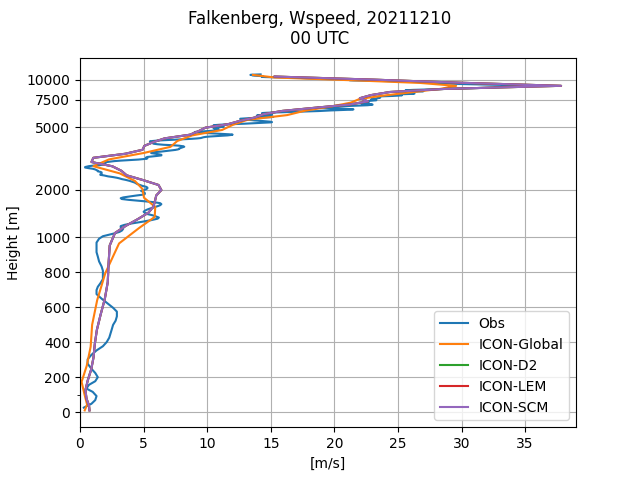 Falkenberg, Wspeed, 20211210
00 UTC
10000
7500
5000
2000
1000
800
600
400
200
0
Height [m]
0 5 10 15 20 25 30 35
[m/s]
Obs
ICON-Global
ICON-D2
ICON-LEM
ICON-SCM